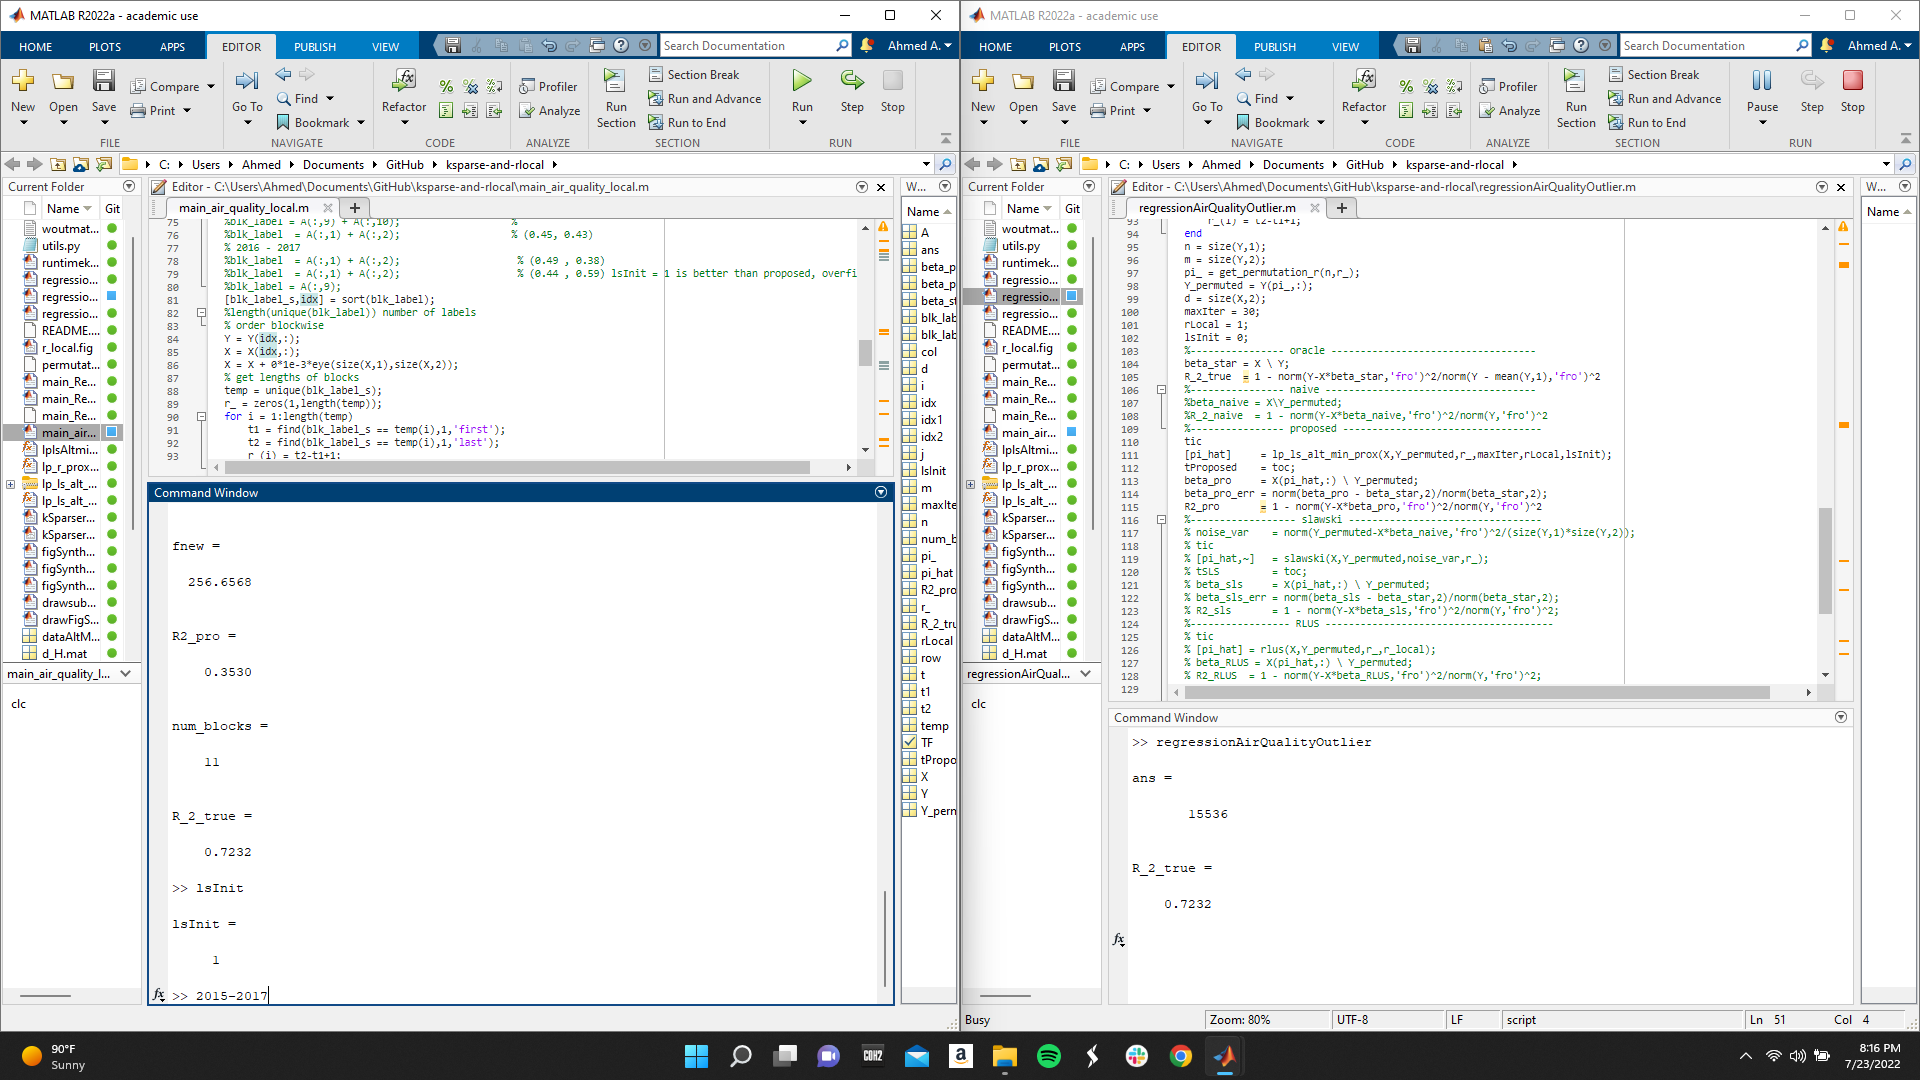 MATLAB R2022a - academic use
HOME PLOTS APPS EDITOR PUBLISH VIEW Search Documentation Ahmed A.
New Open Save Compare Print Go To Find Bookmark Refactor Profiler Analyze Run Section Section Break Run and Advance Run to End Run Step Stop
FILE NAVIGATE CODE ANALYZE SECTION RUN
C: Users Ahmed Documents GitHub ksparse-and-rlocal
Current Folder
Name Git
woutmat...
utils.py
runtimek...
regressio...
regressio...
regressio...
README....
r_local.fig
permutat...
main_Re...
main_Re...
main_Re...
main_air...
lplsAltmi...
lp_r_prox...
lp_ls_alt_...
lp_ls_alt_...
kSparser...
kSparser...
figSynth...
figSynth...
figSynth...
drawsub...
drawFigS...
dataAltM...
d_H.mat
main_air_quality_l...
clc
Editor - C:\Users\Ahmed\Documents\GitHub\ksparse-and-rlocal\main_air_quality_local.m
main_air_quality_local.m
75 %blk_label = A(:,9) + A(:,10); %
76 %blk_label = A(:,1) + A(:,2); % (0.45, 0.43)
77 % 2016 - 2017
78 %blk_label = A(:,1) + A(:,2); % (0.49 , 0.38)
79 %blk_label = A(:,1) + A(:,2); % (0.44 , 0.59) lsInit = 1 is better than proposed, overfi
80 %blk_label = A(:,9);
81 [blk_label_s,idx] = sort(blk_label);
82 %length(unique(blk_label)) number of labels
83 % order blockwise
84 Y = Y(idx,:);
85 X = X(idx,:);
86 X = X + 0*1e-3*eye(size(X,1),size(X,2));
87 % get lengths of blocks
88 temp = unique(blk_label_s);
89 r_ = zeros(1,length(temp));
90 for i = 1:length(temp)
91 t1 = find(blk_label_s == temp(i),1,'first');
92 t2 = find(blk_label_s == temp(i),1,'last');
93 r_(i) = t2-t1+1;
Command Window
fnew =
256.6568
R2_pro =
0.3530
num_blocks =
11
R_2_true =
0.7232
>> lsInit
lsInit =
1
fx >> 2015-2017
W...
Name
A
ans
beta_p
beta_p
beta_st
blk_lab
blk_lab
col
d
i
idx
idx1
idx2
j
lsInit
m
maxIte
n
num_b
pi_
pi_hat
R2_pro
r_
R_2_tru
rLocal
row
t
t1
t2
temp
TF
tPropo
X
Y
Y_perm
MATLAB R2022a - academic use
HOME PLOTS APPS EDITOR PUBLISH VIEW Search Documentation Ahmed A.
New Open Save Compare Print Go To Find Bookmark Refactor Profiler Analyze Run Section Section Break Run and Advance Run to End Pause Step Stop
FILE NAVIGATE CODE ANALYZE SECTION RUN
C: Users Ahmed Documents GitHub ksparse-and-rlocal
Current Folder
Name Git
woutmat...
utils.py
runtimek...
regressio...
regressio...
regressio...
README....
r_local.fig
permutat...
main_Re...
main_Re...
main_Re...
main_air...
lplsAltmi...
lp_r_prox...
lp_ls_alt_...
lp_ls_alt_...
kSparser...
kSparser...
figSynth...
figSynth...
figSynth...
drawsub...
drawFigS...
dataAltM...
d_H.mat
regressionAirQual...
clc
Editor - C:\Users\Ahmed\Documents\GitHub\ksparse-and-rlocal\regressionAirQualityOutlier.m
regressionAirQualityOutlier.m
93 r_(i) = t2-t1+1;
94 end
95 n = size(Y,1);
96 m = size(Y,2);
97 pi_ = get_permutation_r(n,r_);
98 Y_permuted = Y(pi_,:);
99 d = size(X,2);
100 maxIter = 30;
101 rLocal = 1;
102 lsInit = 0;
103 %--------------- oracle ---------------------------------
104 beta_star = X \ Y;
105 R_2_true = 1 - norm(Y-X*beta_star,'fro')^2/norm(Y - mean(Y,1),'fro')^2
106 %--------------- naive ----------------------------------
107 %beta_naive = X\Y_permuted;
108 %R_2_naive = 1 - norm(Y-X*beta_naive,'fro')^2/norm(Y,'fro')^2
109 %--------------- proposed --------------------------------
110 tic
111 [pi_hat] = lp_ls_alt_min_prox(X,Y_permuted,r_,maxIter,rLocal,lsInit);
112 tProposed = toc;
113 beta_pro = X(pi_hat,:) \ Y_permuted;
114 beta_pro_err = norm(beta_pro - beta_star,2)/norm(beta_star,2);
115 R2_pro = 1 - norm(Y-X*beta_pro,'fro')^2/norm(Y,'fro')^2
116 %----------------- slawski -------------------------------
117 % noise_var = norm(Y_permuted-X*beta_naive,'fro')^2/(size(Y,1)*size(Y,2));
118 % tic
119 % [pi_hat,~] = slawski(X,Y_permuted,noise_var,r_);
120 % tSLS = toc;
121 % beta_sls = X(pi_hat,:) \ Y_permuted;
122 % beta_sls_err = norm(beta_sls - beta_star,2)/norm(beta_star,2);
123 % R2_sls = 1 - norm(Y-X*beta_sls,'fro')^2/norm(Y,'fro')^2;
124 %---------------- RLUS ------------------------------------
125 % tic
126 % [pi_hat] = rlus(X,Y_permuted,r_,r_local);
127 % beta_RLUS = X(pi_hat,:) \ Y_permuted;
128 % R2_RLUS = 1 - norm(Y-X*beta_RLUS,'fro')^2/norm(Y,'fro')^2;
129
Command Window
>> regressionAirQualityOutlier
ans =
15536
R_2_true =
0.7232
fx
W...
Name
Busy Zoom: 80% UTF-8 LF script Ln 51 Col 4
90°F
Sunny
COH2
a
8:16 PM
7/23/2022